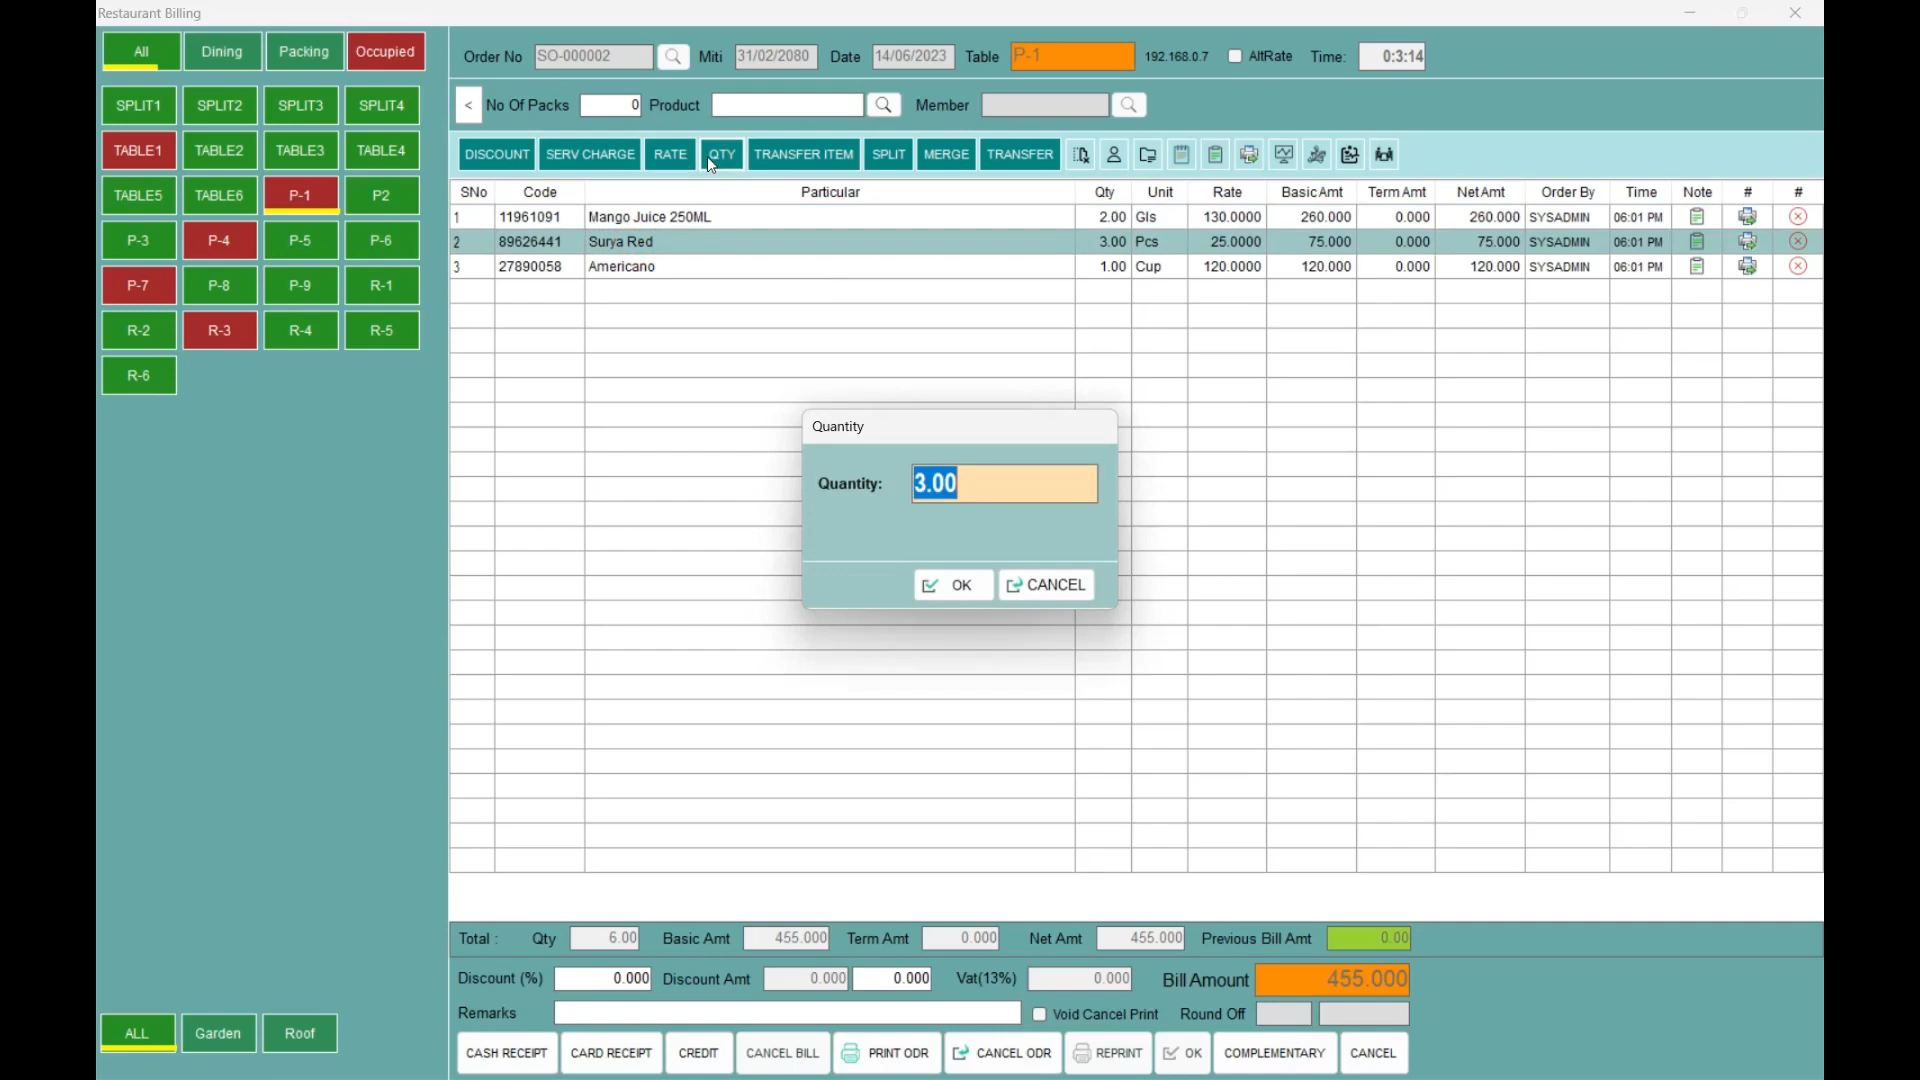 Restaurant Billing
All Dining Packing Occupied
SPLIT1 SPLIT2 SPLIT3 SPLIT4
TABLE1 TABLE2 TABLE3 TABLE4
TABLE5 TABLE6 P-1 P2
P-3 P-4 P-5 P-6
P-7 P-8 P-9 R-1
R-2 R-3 R-4 R-5
R-6
ALL Garden Roof
Order No SO-000002 Miti 31/02/2080 Date 14/06/2023 Table P-1 192.168.0.7 AltRate Time: 0:3:14
< No Of Packs 0 Product Member
DISCOUNT SERV CHARGE RATE QTY TRANSFER ITEM SPLIT MERGE TRANSFER
SNo Code Particular Qty Unit Rate BasicAmt TermAmt NetAmt Order By Time Note # #
1 11961091 Mango Juice 250ML 2.00 Gls 130.0000 260.000 0.000 260.000 SYSADMIN 06:01 PM
2 89626441 Surya Red 3.00 Pcs 25.0000 75.000 0.000 75.000 SYSADMIN 06:01 PM
3 27890058 Americano 1.00 Cup 120.0000 120.000 0.000 120.000 SYSADMIN 06:01 PM
Quantity
Quantity: 3.00
OK CANCEL
Total : Qty 6.00 Basic Amt 455.000 Term Amt 0.000 Net Amt 455.000 Previous Bill Amt 0.00
Discount (%) 0.000 Discount Amt 0.000 0.000 Vat(13%) 0.000 Bill Amount 455.000
Remarks Void Cancel Print Round Off
CASH RECEIPT CARD RECEIPT CREDIT CANCEL BILL PRINT ODR CANCEL ODR REPRINT OK COMPLEMENTARY CANCEL